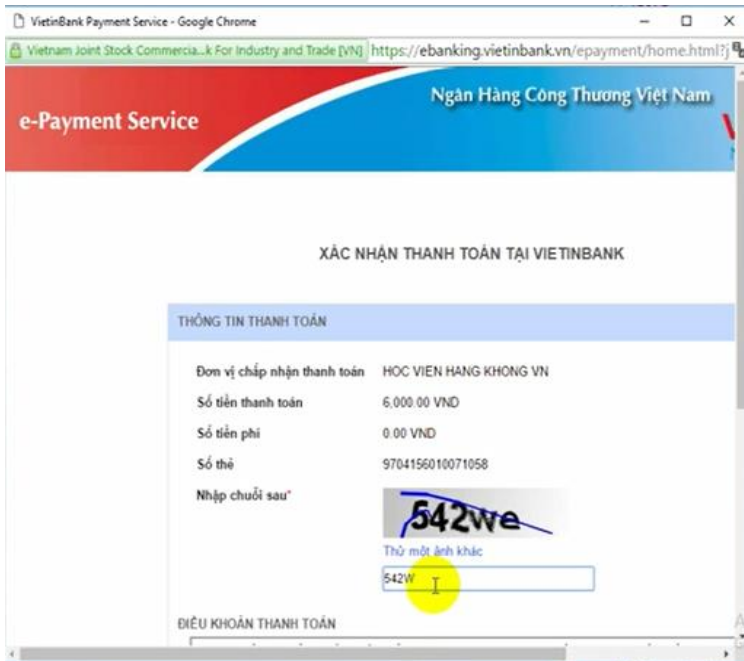 VietinBank Payment Service - Google Chrome
Vietnam Joint Stock Commercia...k For Industry and Trade [VN] https://ebanking.vietinbank.vn/epayment/home.html?j
e-Payment Service
Ngân Hàng Công Thương Việt Nam
XÁC NHẬN THANH TOÁN TẠI VIETINBANK
THÔNG TIN THANH TOÁN
Đơn vị chấp nhận thanh toán HOC VIEN HANG KHONG VN
Số tiền thanh toán 6,000.00 VND
Số tiền phí 0.00 VND
Số thẻ 9704156010071058
Nhập chuỗi sau* 542we
Thử một ảnh khác
542W
ĐIỀU KHOẢN THANH TOÁN